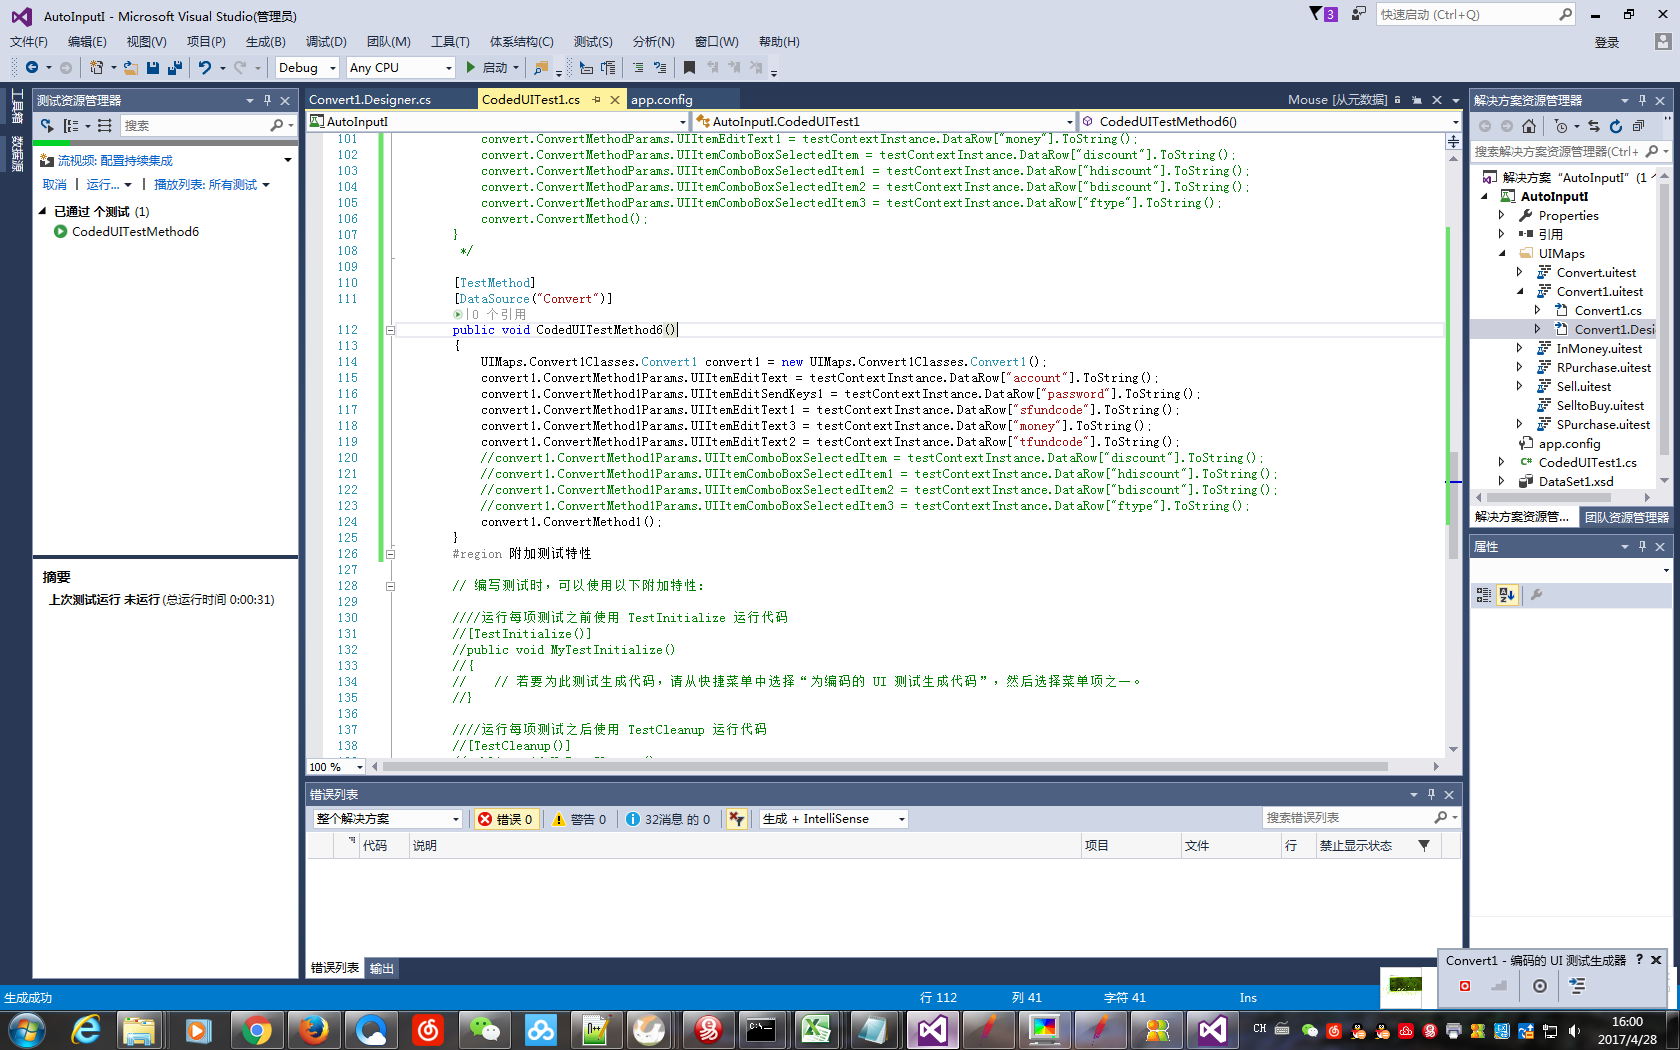 AutoInputI - Microsoft Visual Studio(管理员)
3
快速启动 (Ctrl+Q)
文件(F) 编辑(E) 视图(V) 项目(P) 生成(B) 调试(D) 团队(M) 工具(T) 体系结构(C) 测试(S) 分析(N) 窗口(W) 帮助(H)
登录
Debug Any CPU 启动
工具箱
数据源
测试资源管理器
搜索
流视频: 配置持续集成
取消 运行... 播放列表: 所有测试
已通过 个测试 (1)
CodedUITestMethod6
摘要
上次测试运行 未运行 (总运行时间 0:00:31)
Convert1.Designer.cs CodedUITest1.cs app.config Mouse [从元数据]
AutoInputI AutoInputI.CodedUITest1 CodedUITestMethod6()
101 convert.ConvertMethodParams.UIItemEditText1 = testContextInstance.DataRow["money"].ToString();
102 convert.ConvertMethodParams.UIItemComboBoxSelectedItem = testContextInstance.DataRow["discount"].ToString();
103 convert.ConvertMethodParams.UIItemComboBoxSelectedItem1 = testContextInstance.DataRow["hdiscount"].ToString();
104 convert.ConvertMethodParams.UIItemComboBoxSelectedItem2 = testContextInstance.DataRow["bdiscount"].ToString();
105 convert.ConvertMethodParams.UIItemComboBoxSelectedItem3 = testContextInstance.DataRow["ftype"].ToString();
106 convert.ConvertMethod();
107 }
108 */
109
110 [TestMethod]
111 [DataSource("Convert")]
0 个引用
112 public void CodedUITestMethod6()
113 {
114 UIMaps.Convert1Classes.Convert1 convert1 = new UIMaps.Convert1Classes.Convert1();
115 convert1.ConvertMethod1Params.UIItemEditText = testContextInstance.DataRow["account"].ToString();
116 convert1.ConvertMethod1Params.UIItemEditSendKeys1 = testContextInstance.DataRow["password"].ToString();
117 convert1.ConvertMethod1Params.UIItemEditText1 = testContextInstance.DataRow["sfundcode"].ToString();
118 convert1.ConvertMethod1Params.UIItemEditText3 = testContextInstance.DataRow["money"].ToString();
119 convert1.ConvertMethod1Params.UIItemEditText2 = testContextInstance.DataRow["tfundcode"].ToString();
120 //convert1.ConvertMethod1Params.UIItemComboBoxSelectedItem = testContextInstance.DataRow["discount"].ToString();
121 //convert1.ConvertMethod1Params.UIItemComboBoxSelectedItem1 = testContextInstance.DataRow["hdiscount"].ToString();
122 //convert1.ConvertMethod1Params.UIItemComboBoxSelectedItem2 = testContextInstance.DataRow["bdiscount"].ToString();
123 //convert1.ConvertMethod1Params.UIItemComboBoxSelectedItem3 = testContextInstance.DataRow["ftype"].ToString();
124 convert1.ConvertMethod1();
125 }
126 #region 附加测试特性
127
128 // 编写测试时，可以使用以下附加特性：
129
130 ////运行每项测试之前使用 TestInitialize 运行代码
131 //[TestInitialize()]
132 //public void MyTestInitialize()
133 //{
134 // // 若要为此测试生成代码，请从快捷菜单中选择“为编码的 UI 测试生成代码”，然后选择菜单项之一。
135 //}
136
137 ////运行每项测试之后使用 TestCleanup 运行代码
138 //[TestCleanup()]
100 %
错误列表
整个解决方案 错误 0 警告 0 32消息 的 0 生成 + IntelliSense 搜索错误列表
代码 说明 项目 文件 行 禁止显示状态
错误列表 输出
解决方案资源管理器
搜索解决方案资源管理器(Ctrl+
解决方案 "AutoInputI" (1
AutoInputI
Properties
引用
UIMaps
Convert.uitest
Convert1.uitest
Convert1.cs
Convert1.Desi
InMoney.uitest
RPurchase.uitest
Sell.uitest
SelltoBuy.uitest
SPurchase.uitest
app.config
CodedUITest1.cs
DataSet1.xsd
解决方案资源管... 团队资源管理器
属性
Convert1 - 编码的 UI 测试生成器 ?
生成成功 行 112 列 41 字符 41 Ins
CH
16:00
2017/4/28